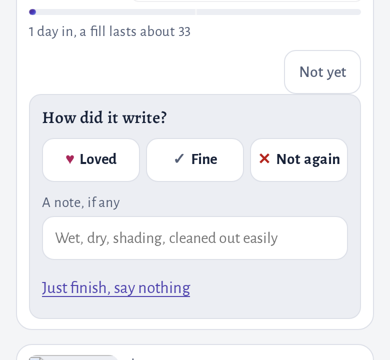 1 day in, a fill lasts about 33
Not yet
How did it write?
♥ Loved
✓ Fine
✕ Not again
A note, if any
Wet, dry, shading, cleaned out easily
Just finish, say nothing